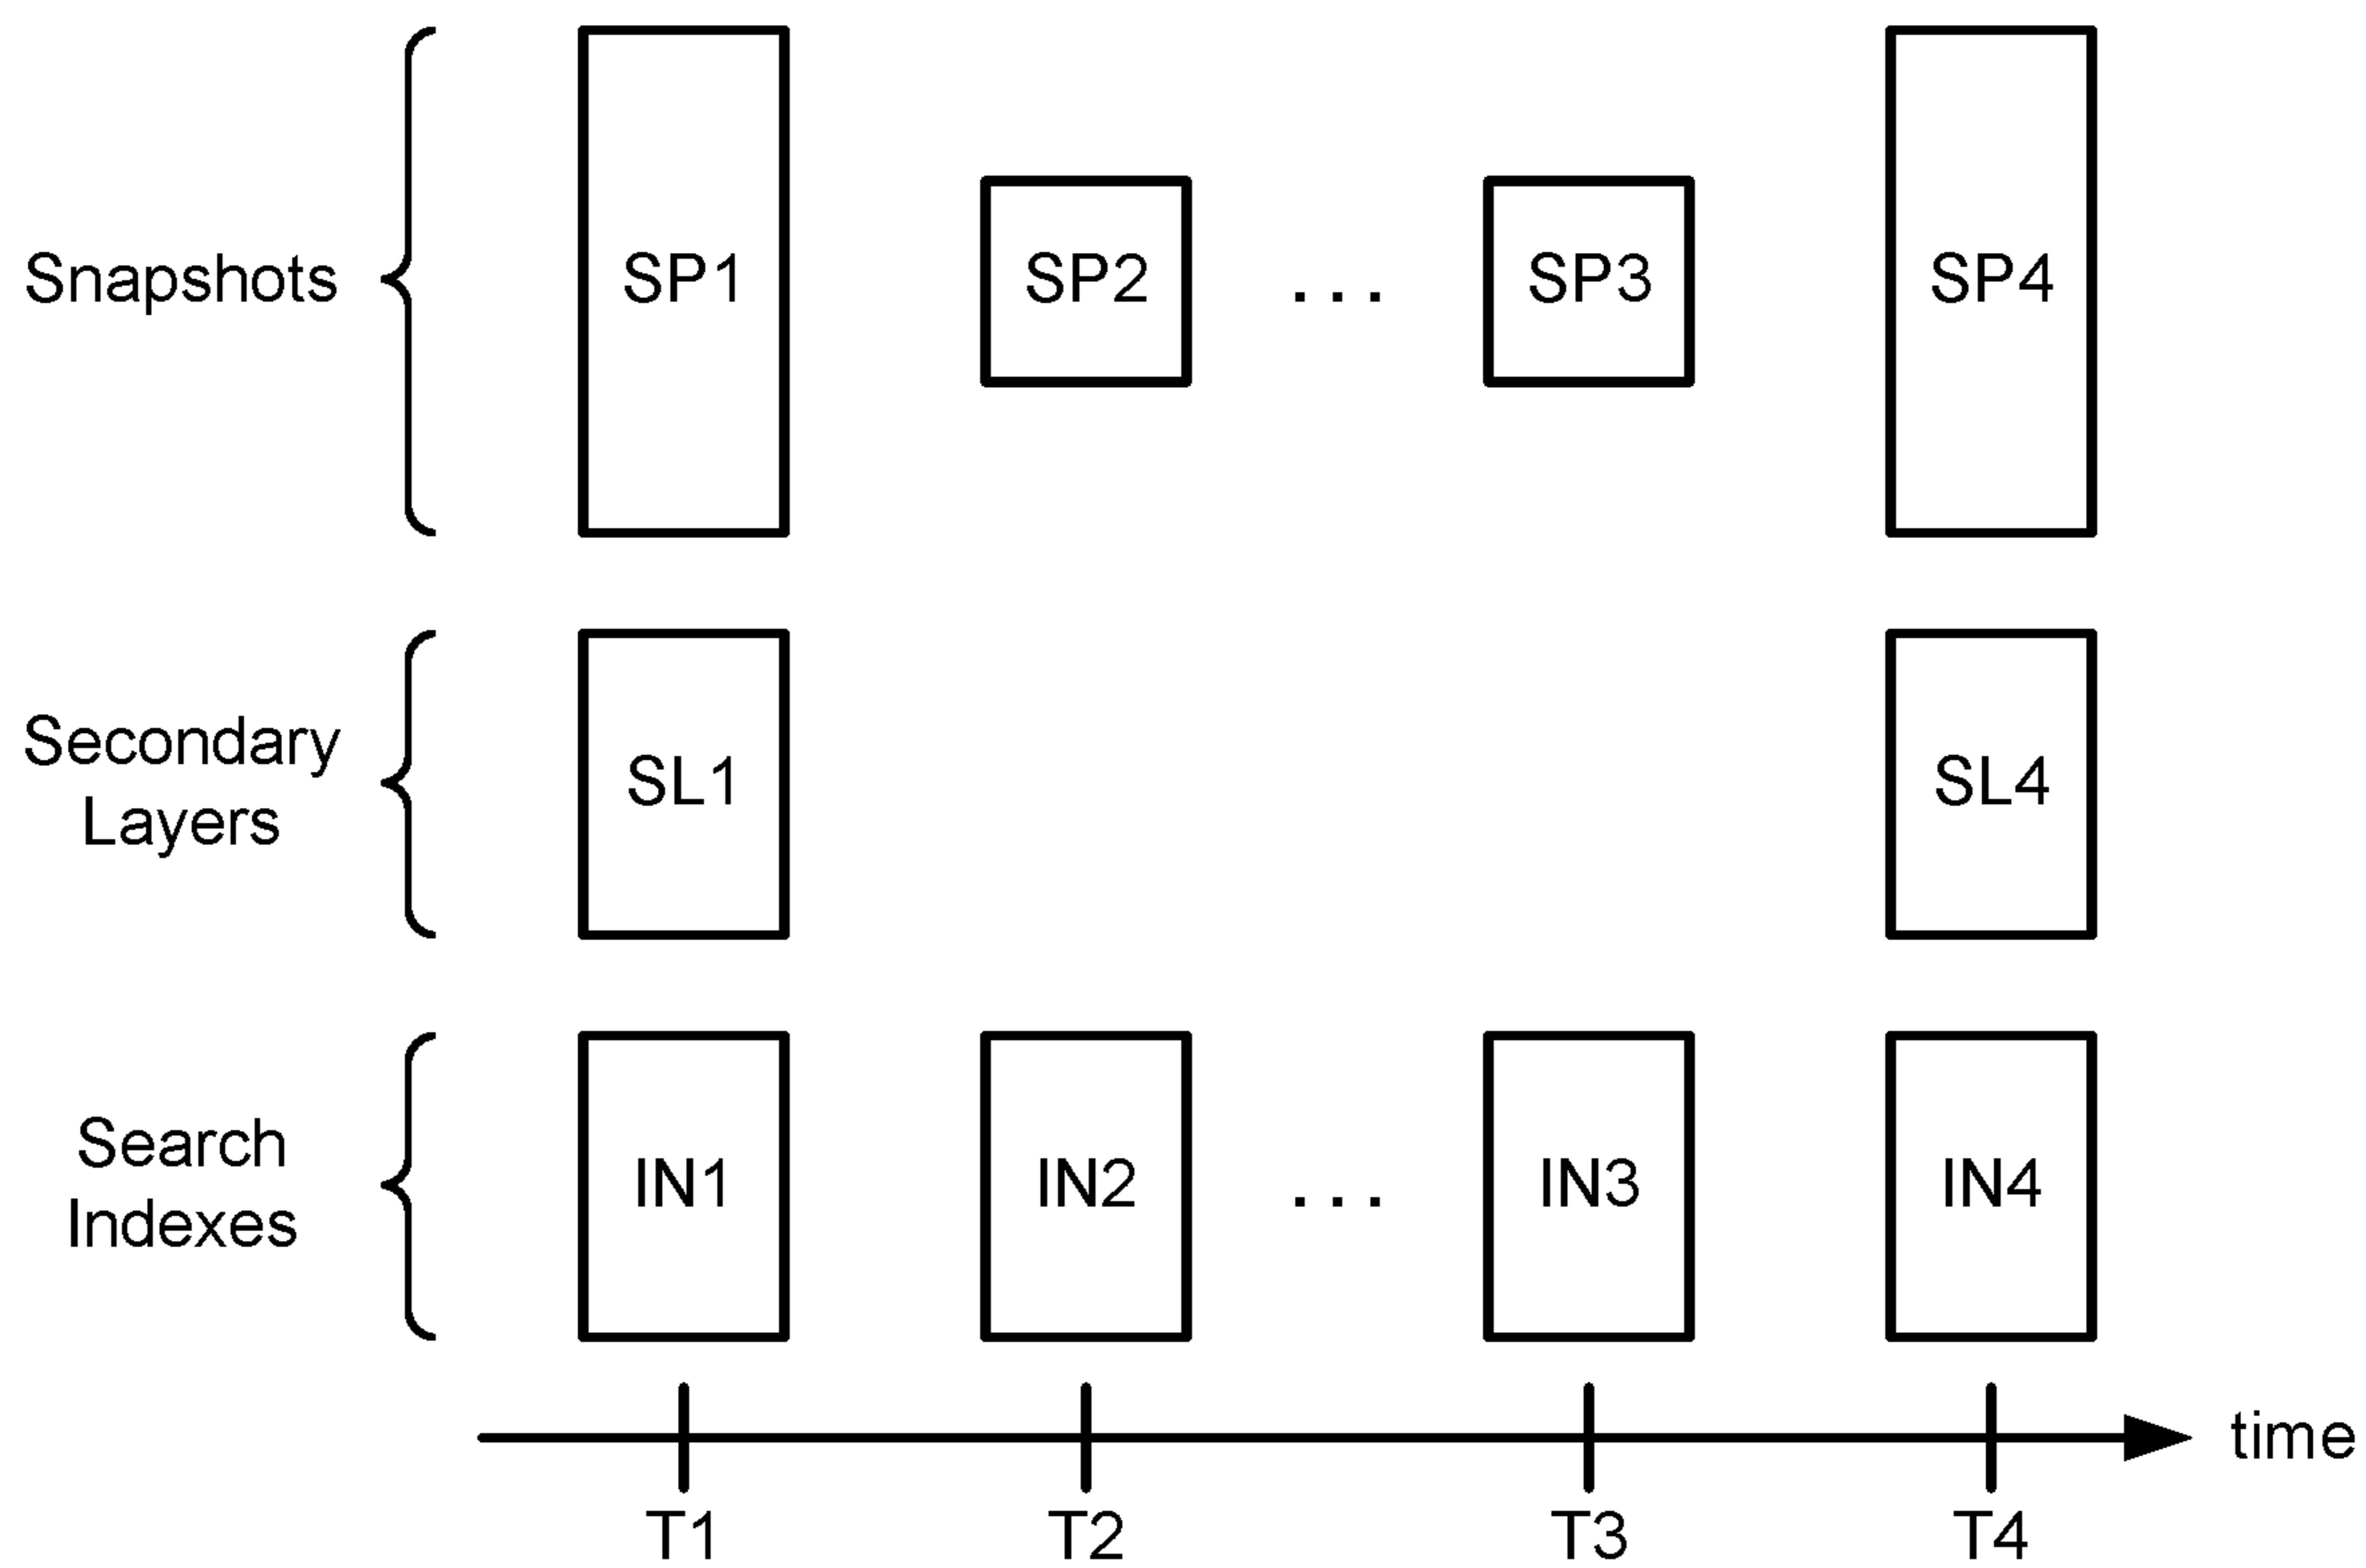 Snapshots
SP1
SP2
...
SP3
SP4
Secondary
Layers
SL1
SL4
Search
Indexes
IN1
IN2
...
IN3
IN4
time
T1
T2
T3
T4